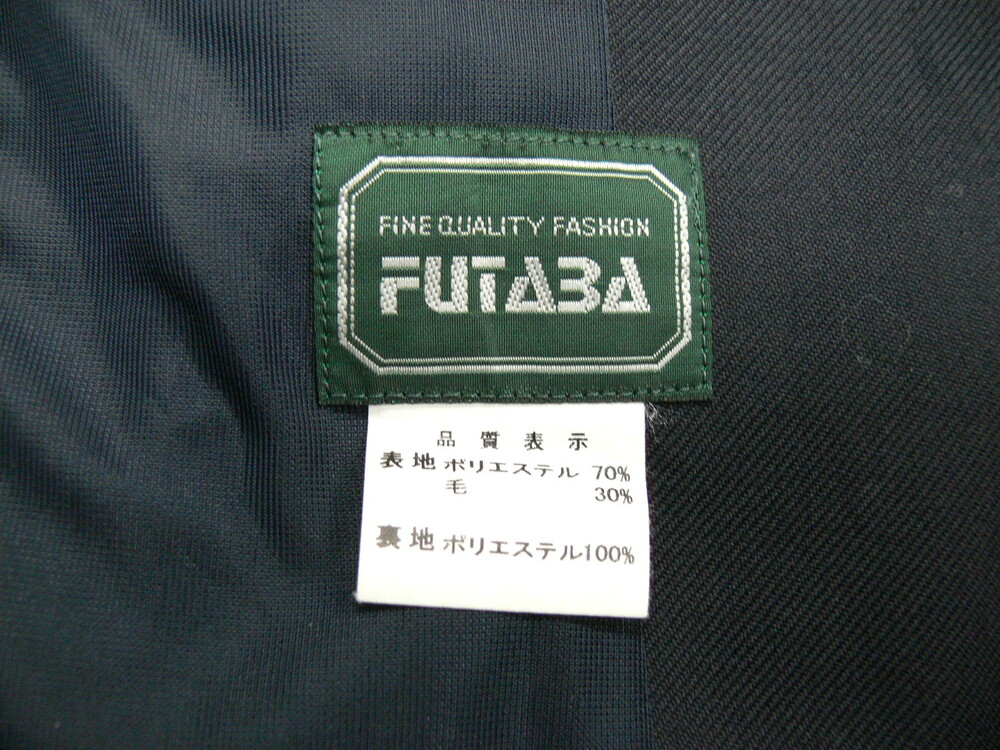 FINE QUALITY FASHION
FUTABA
品質表示
表地 ポリエステル 70%
毛 30%
裏地 ポリエステル100%